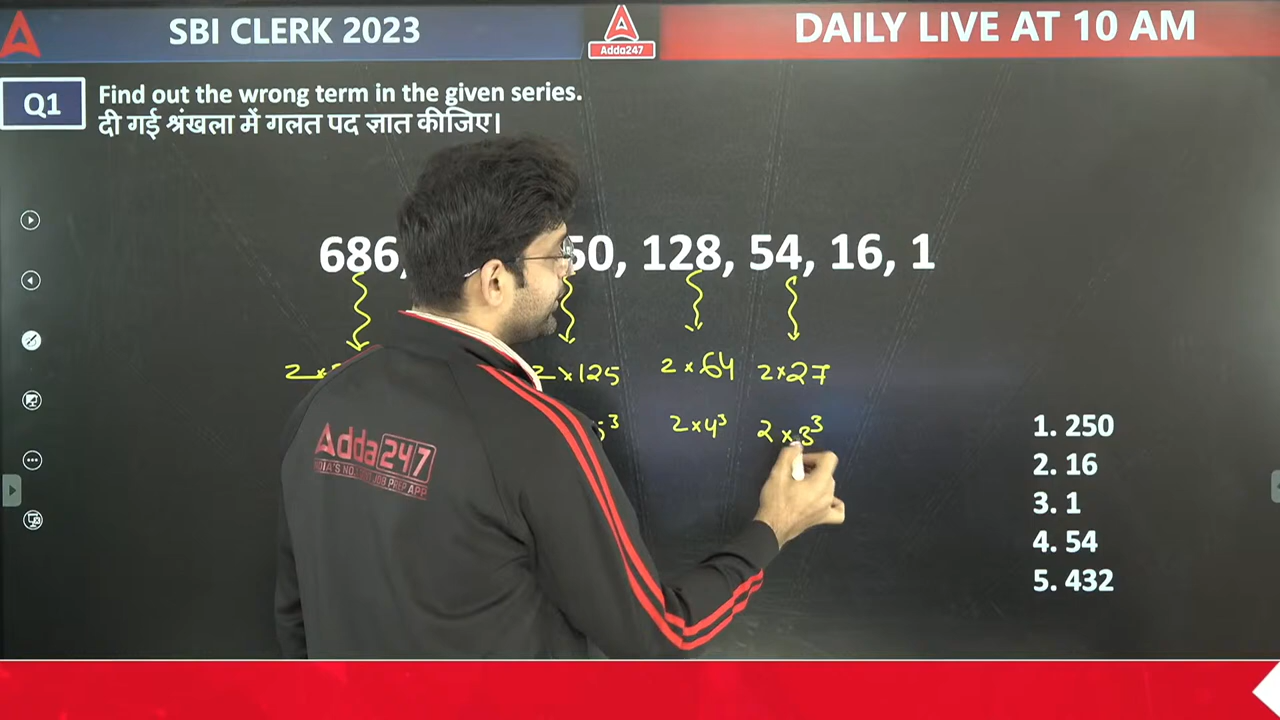 SBI CLERK 2023
Adda247
DAILY LIVE AT 10 AM
Q1
Find out the wrong term in the given series.
दी गई श्रंखला में गलत पद ज्ञात कीजिए।
686, 50, 128, 54, 16, 1
2 × 2 × 125 2 × 64 2 × 27
5³ 2 × 4³ 2 × 3³
Adda247
INDIA'S NO.1 JOB PREP APP
1. 250
2. 16
3. 1
4. 54
5. 432